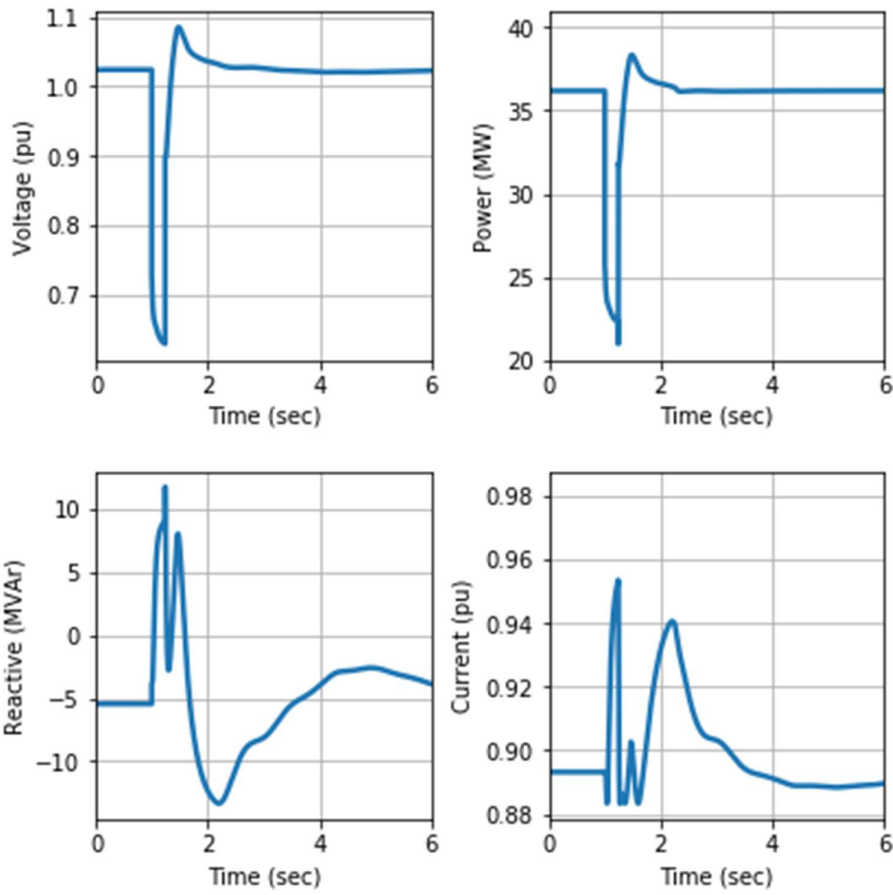 Voltage (pu)
1.1
1.0
0.9
0.8
0.7
0 2 4 6
Time (sec)
Power (MW)
40
35
30
25
20
0 2 4 6
Time (sec)
Reactive (MVAr)
10
5
0
−5
−10
0 2 4 6
Time (sec)
Current (pu)
0.98
0.96
0.94
0.92
0.90
0.88
0 2 4 6
Time (sec)